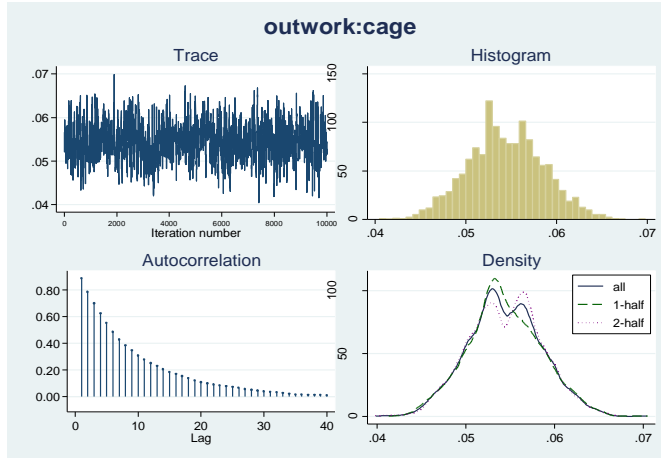 outwork:cage
Trace
.07
.06
.05
.04
0 2000 4000 6000 8000 10000
Iteration number
Histogram
150
100
50
0
.04 .05 .06 .07
Autocorrelation
0.80
0.60
0.40
0.20
0.00
0 10 20 30 40
Lag
Density
100
50
0
.04 .05 .06 .07
all
1-half
2-half